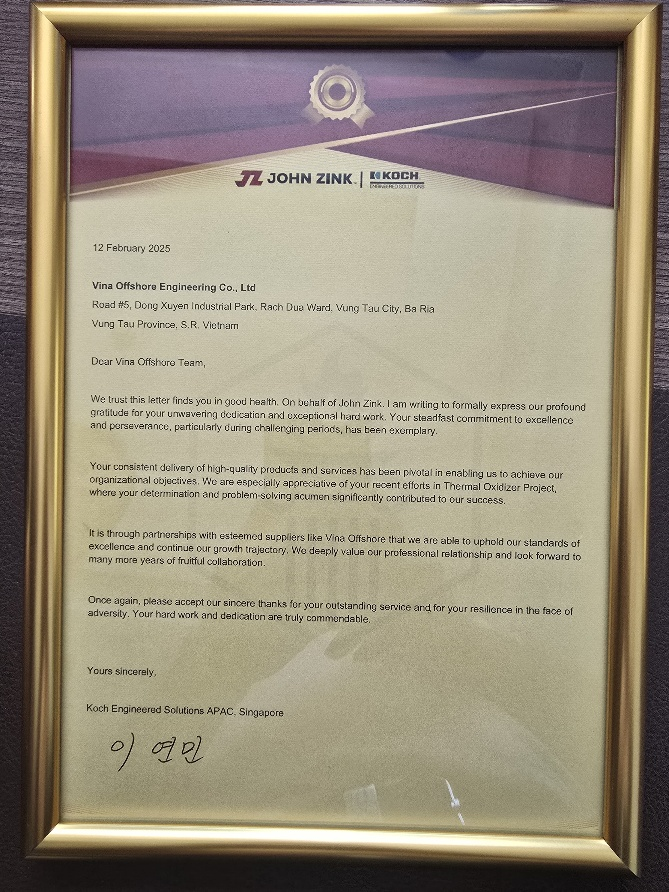 JZ JOHN ZINK | KOCH
ENGINEERED SOLUTIONS
12 February 2025
Vina Offshore Engineering Co., Ltd
Road #5, Dong Xuyen Industrial Park, Rach Dua Ward, Vung Tau City, Ba Ria
Vung Tau Province, S.R. Vietnam
Dear Vina Offshore Team,
We trust this letter finds you in good health. On behalf of John Zink, I am writing to formally express our profound
gratitude for your unwavering dedication and exceptional hard work. Your steadfast commitment to excellence
and perseverance, particularly during challenging periods, has been exemplary.
Your consistent delivery of high-quality products and services has been pivotal in enabling us to achieve our
organizational objectives. We are especially appreciative of your recent efforts in Thermal Oxidizer Project,
where your determination and problem-solving acumen significantly contributed to our success.
It is through partnerships with esteemed suppliers like Vina Offshore that we are able to uphold our standards of
excellence and continue our growth trajectory. We deeply value our professional relationship and look forward to
many more years of fruitful collaboration.
Once again, please accept our sincere thanks for your outstanding service and for your resilience in the face of
adversity. Your hard work and dedication are truly commendable.
Yours sincerely,
Koch Engineered Solutions APAC, Singapore
이 연민